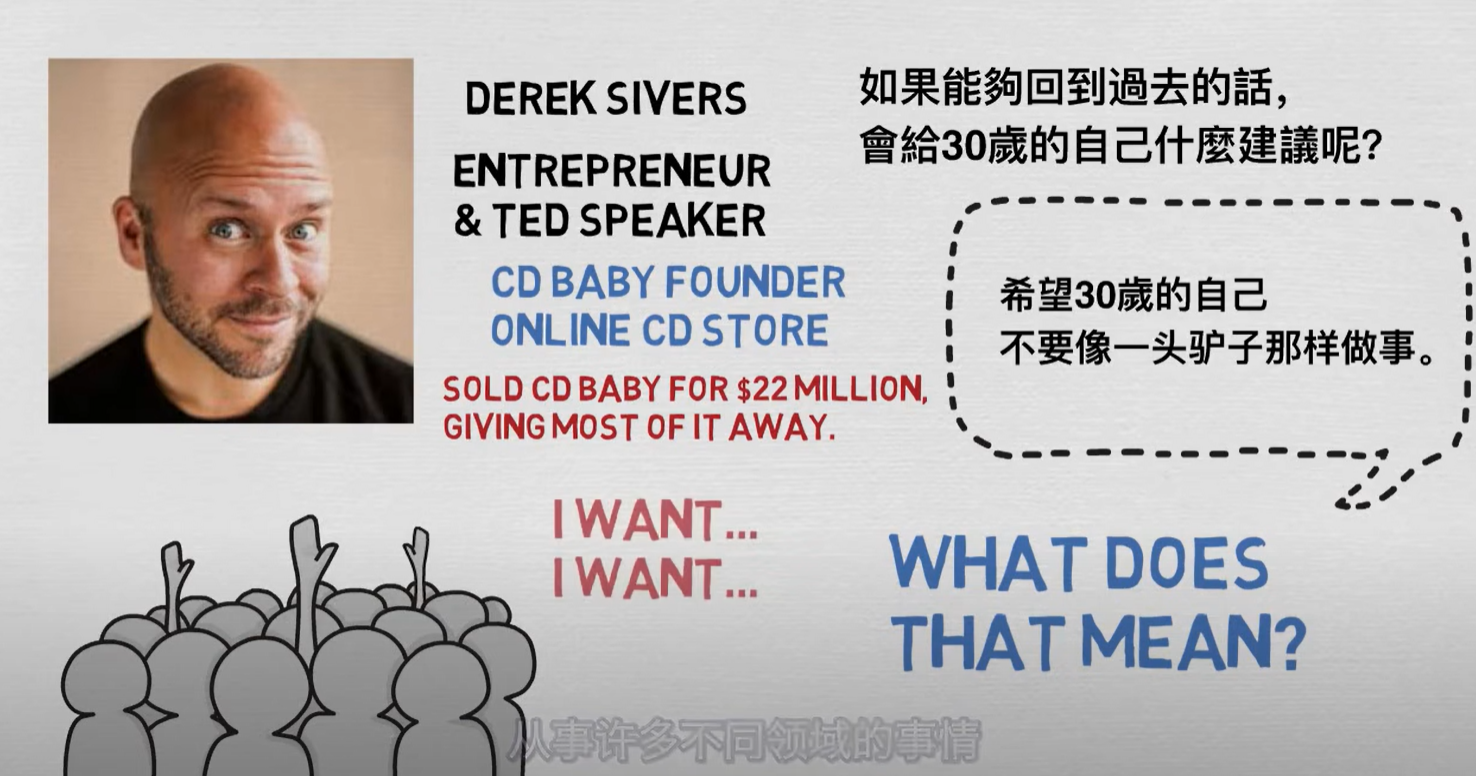 DEREK SIVERS
ENTREPRENEUR
& TED SPEAKER
CD BABY FOUNDER
ONLINE CD STORE
SOLD CD BABY FOR $22 MILLION,
GIVING MOST OF IT AWAY.
如果能夠回到過去的話,
會給30歲的自己什麼建議呢?
希望30歲的自己
不要像一头驴子那样做事。
I WANT...
I WANT...
WHAT DOES
THAT MEAN?
从事许多不同领域的事情